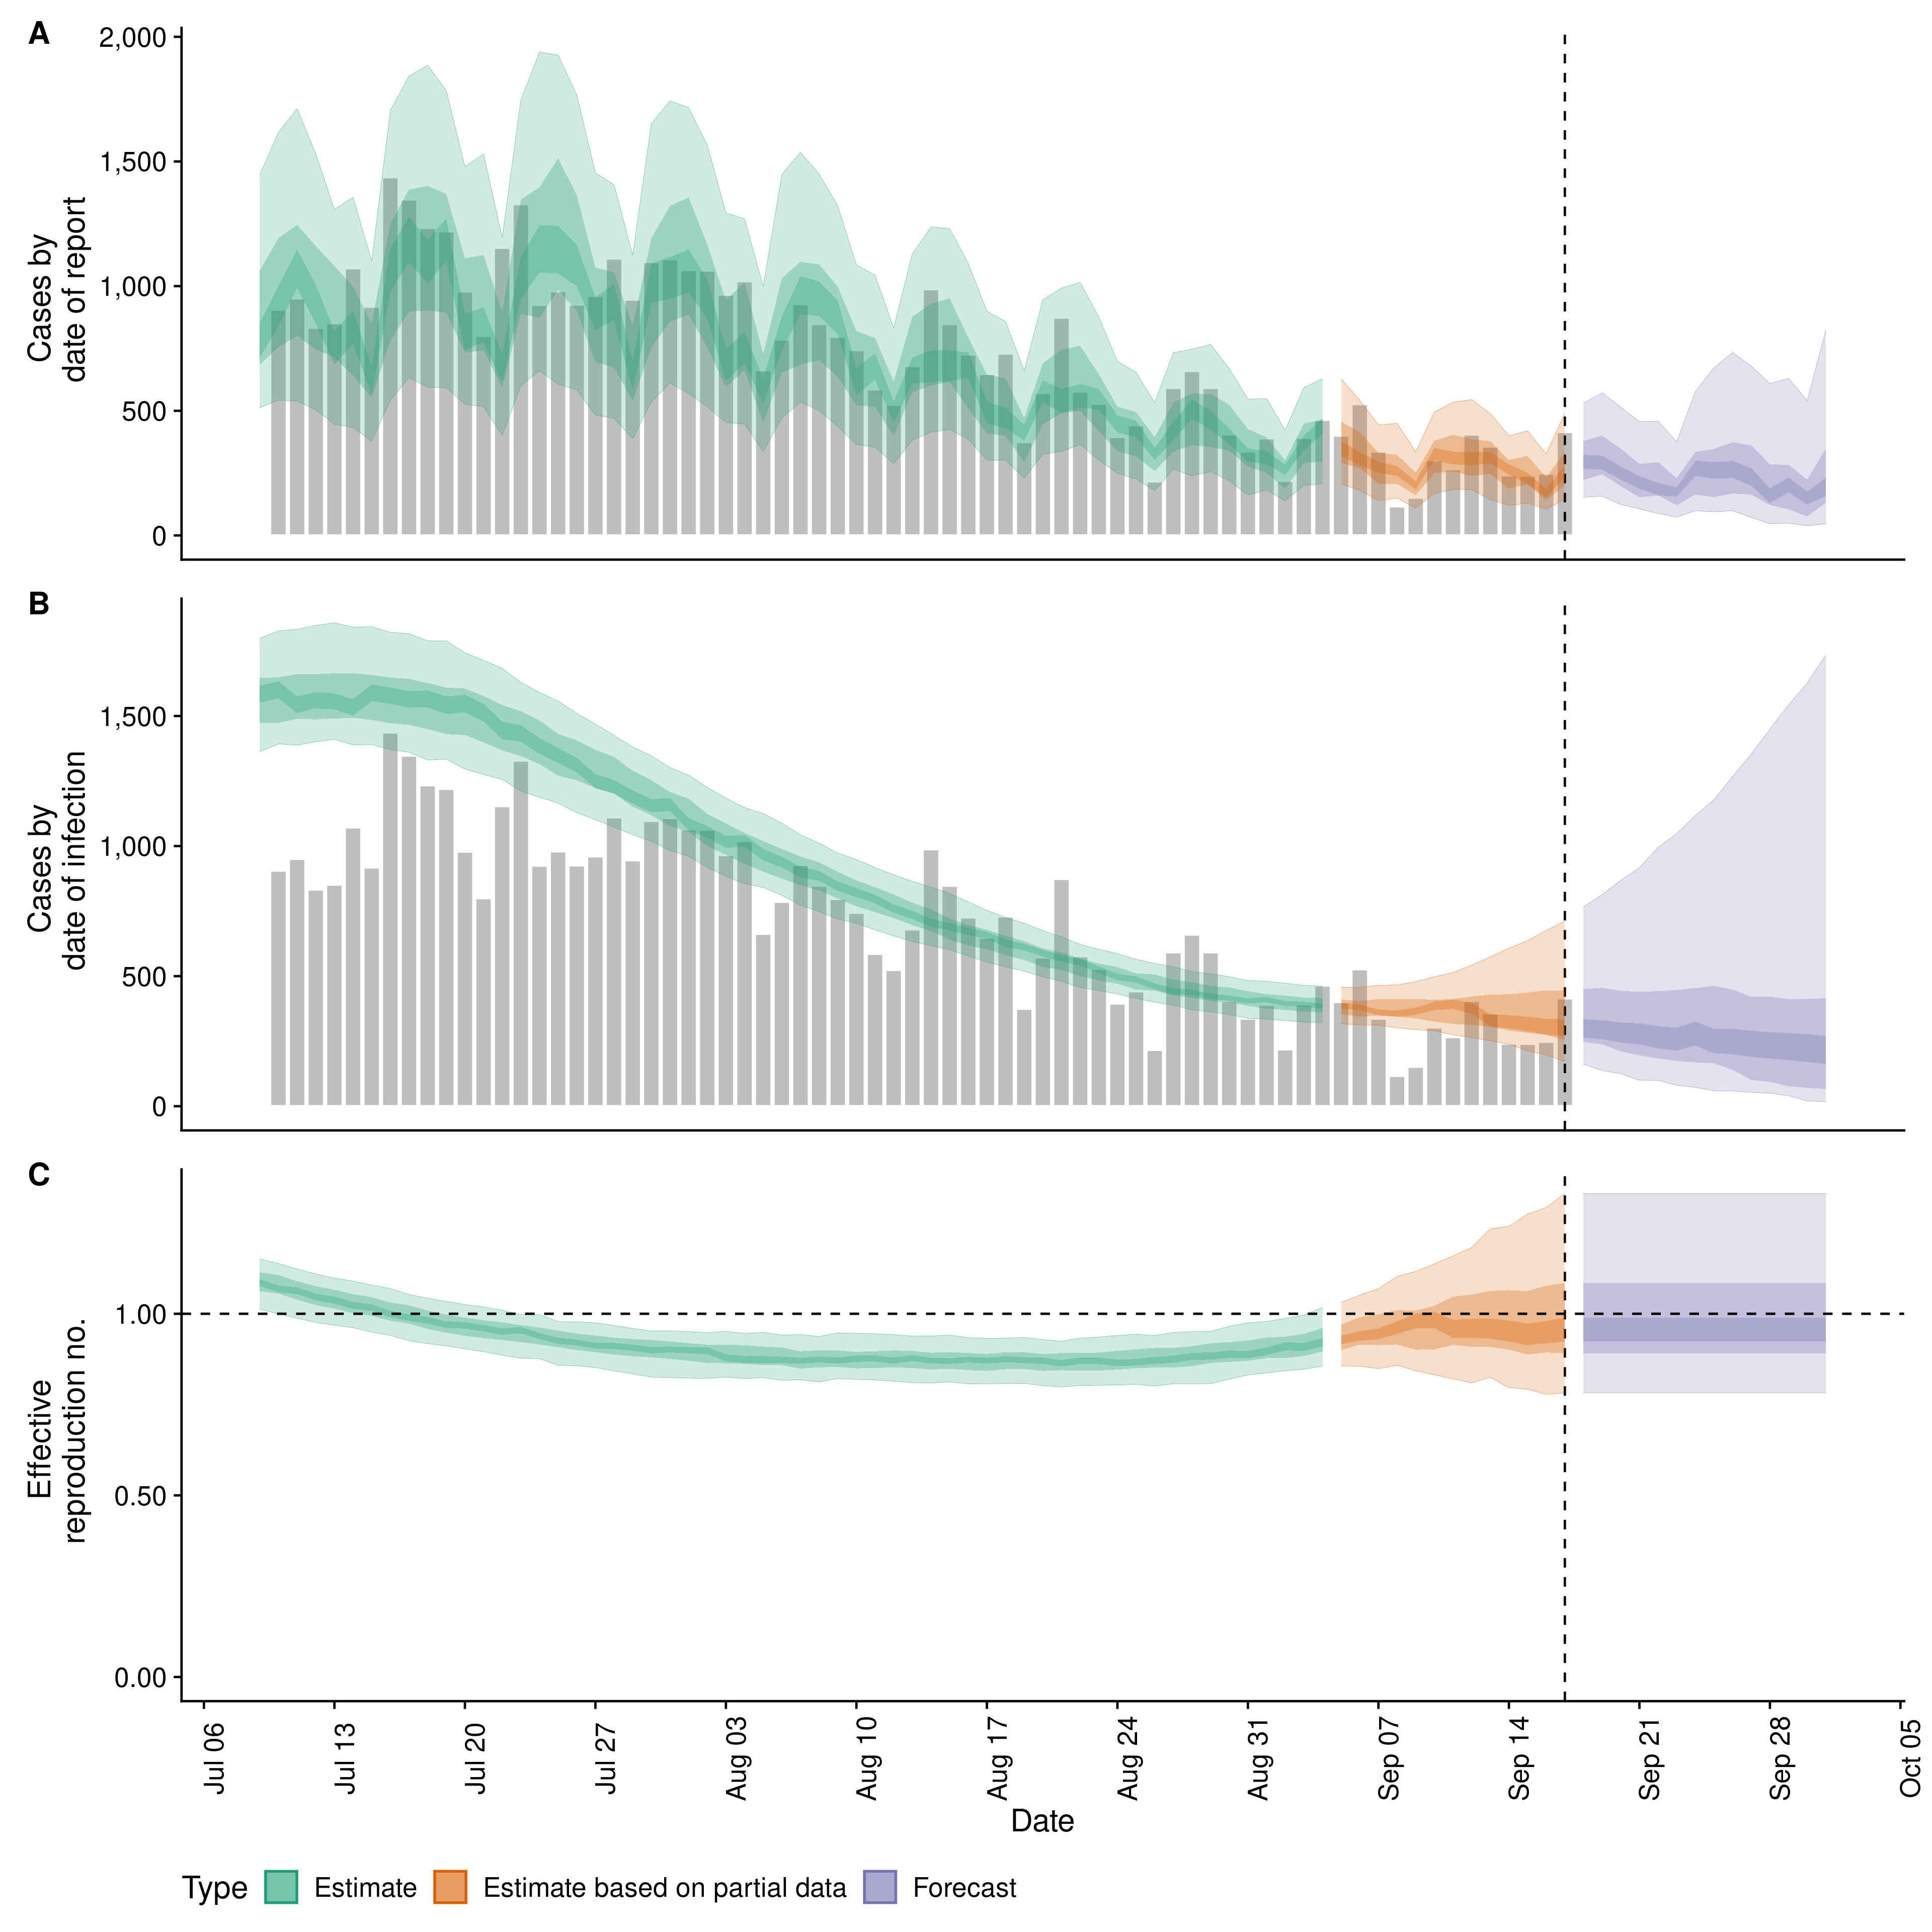 A
Cases by
date of report
2,000
1,500
1,000
500
0
B
Cases by
date of infection
1,500
1,000
500
0
C
Effective
reproduction no.
1.00
0.50
0.00
Jul 06
Jul 13
Jul 20
Jul 27
Aug 03
Aug 10
Aug 17
Aug 24
Aug 31
Sep 07
Sep 14
Sep 21
Sep 28
Oct 05
Date
Type Estimate Estimate based on partial data Forecast